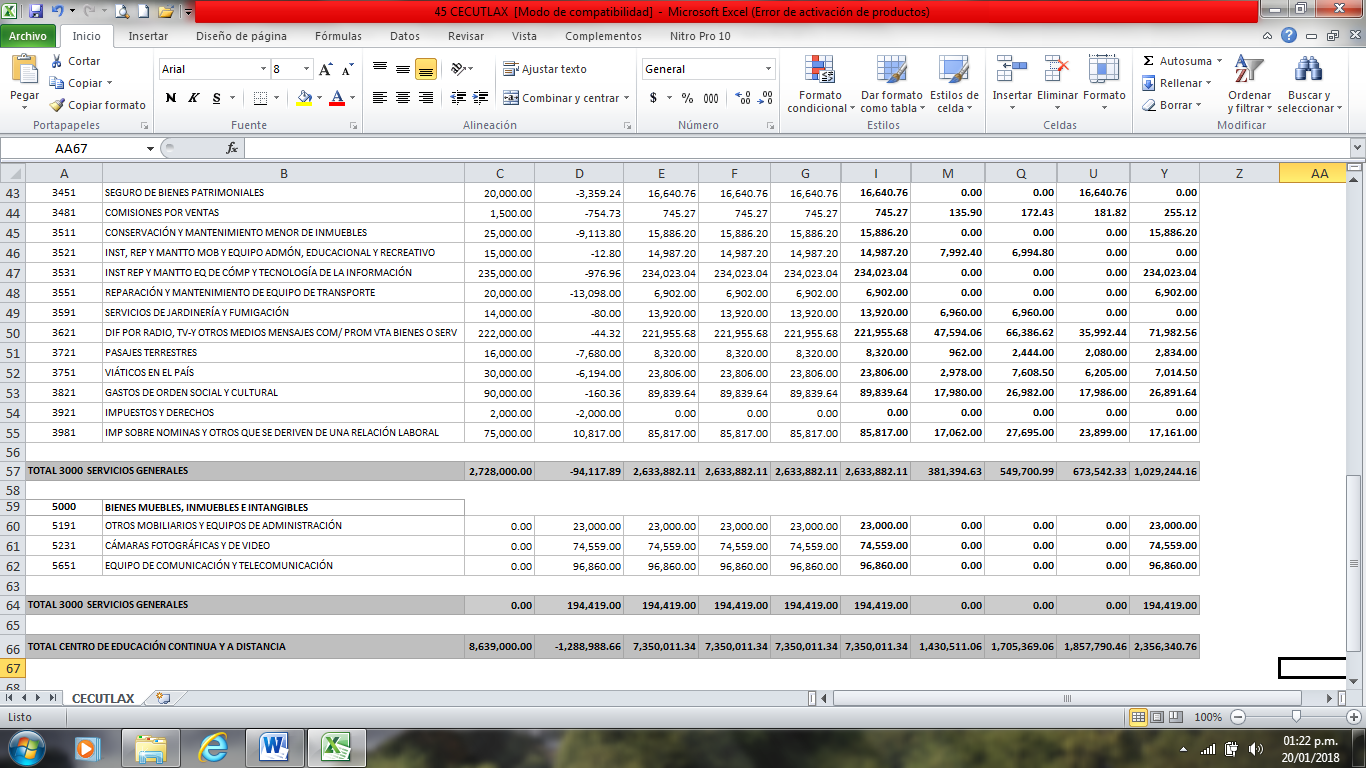 45 CECUTLAX [Modo de compatibilidad] - Microsoft Excel (Error de activación de productos)
Archivo Inicio Insertar Diseño de página Fórmulas Datos Revisar Vista Complementos Nitro Pro 10
Pegar Cortar Copiar Copiar formato
Arial 8
N K S
Ajustar texto
Combinar y centrar
General
$ % 000
Formato condicional Dar formato como tabla Estilos de celda
Insertar Eliminar Formato
Autosuma Rellenar Borrar
Ordenar y filtrar Buscar y seleccionar
Portapapeles Fuente Alineación Número Estilos Celdas Modificar
AA67 fx
A B C D E F G I M Q U Y Z AA
43 3451 SEGURO DE BIENES PATRIMONIALES 20,000.00 -3,359.24 16,640.76 16,640.76 16,640.76 16,640.76 0.00 0.00 16,640.76 0.00
44 3481 COMISIONES POR VENTAS 1,500.00 -754.73 745.27 745.27 745.27 745.27 135.90 172.43 181.82 255.12
45 3511 CONSERVACIÓN Y MANTENIMIENTO MENOR DE INMUEBLES 25,000.00 -9,113.80 15,886.20 15,886.20 15,886.20 15,886.20 0.00 0.00 0.00 15,886.20
46 3521 INST, REP Y MANTTO MOB Y EQUIPO ADMÓN, EDUCACIONAL Y RECREATIVO 15,000.00 -12.80 14,987.20 14,987.20 14,987.20 14,987.20 7,992.40 6,994.80 0.00 0.00
47 3531 INST REP Y MANTTO EQ DE CÓMP Y TECNOLOGÍA DE LA INFORMACIÓN 235,000.00 -976.96 234,023.04 234,023.04 234,023.04 234,023.04 0.00 0.00 0.00 234,023.04
48 3551 REPARACIÓN Y MANTENIMIENTO DE EQUIPO DE TRANSPORTE 20,000.00 -13,098.00 6,902.00 6,902.00 6,902.00 6,902.00 0.00 0.00 0.00 6,902.00
49 3591 SERVICIOS DE JARDINERÍA Y FUMIGACIÓN 14,000.00 -80.00 13,920.00 13,920.00 13,920.00 13,920.00 6,960.00 6,960.00 0.00 0.00
50 3621 DIF POR RADIO, TV-Y OTROS MEDIOS MENSAJES COM/ PROM VTA BIENES O SERV 222,000.00 -44.32 221,955.68 221,955.68 221,955.68 221,955.68 47,594.06 66,386.62 35,992.44 71,982.56
51 3721 PASAJES TERRESTRES 16,000.00 -7,680.00 8,320.00 8,320.00 8,320.00 8,320.00 962.00 2,444.00 2,080.00 2,834.00
52 3751 VIÁTICOS EN EL PAÍS 30,000.00 -6,194.00 23,806.00 23,806.00 23,806.00 23,806.00 2,978.00 7,608.50 6,205.00 7,014.50
53 3821 GASTOS DE ORDEN SOCIAL Y CULTURAL 90,000.00 -160.36 89,839.64 89,839.64 89,839.64 89,839.64 17,980.00 26,982.00 17,986.00 26,891.64
54 3921 IMPUESTOS Y DERECHOS 2,000.00 -2,000.00 0.00 0.00 0.00 0.00 0.00 0.00 0.00 0.00
55 3981 IMP SOBRE NOMINAS Y OTROS QUE SE DERIVEN DE UNA RELACIÓN LABORAL 75,000.00 10,817.00 85,817.00 85,817.00 85,817.00 85,817.00 17,062.00 27,695.00 23,899.00 17,161.00
56
57 TOTAL 3000 SERVICIOS GENERALES 2,728,000.00 -94,117.89 2,633,882.11 2,633,882.11 2,633,882.11 2,633,882.11 381,394.63 549,700.99 673,542.33 1,029,244.16
58
59 5000 BIENES MUEBLES, INMUEBLES E INTANGIBLES
60 5191 OTROS MOBILIARIOS Y EQUIPOS DE ADMINISTRACIÓN 0.00 23,000.00 23,000.00 23,000.00 23,000.00 23,000.00 0.00 0.00 0.00 23,000.00
61 5231 CÁMARAS FOTOGRÁFICAS Y DE VIDEO 0.00 74,559.00 74,559.00 74,559.00 74,559.00 74,559.00 0.00 0.00 0.00 74,559.00
62 5651 EQUIPO DE COMUNICACIÓN Y TELECOMUNICACIÓN 0.00 96,860.00 96,860.00 96,860.00 96,860.00 96,860.00 0.00 0.00 0.00 96,860.00
63
64 TOTAL 3000 SERVICIOS GENERALES 0.00 194,419.00 194,419.00 194,419.00 194,419.00 194,419.00 0.00 0.00 0.00 194,419.00
65
66 TOTAL CENTRO DE EDUCACIÓN CONTINUA Y A DISTANCIA 8,639,000.00 -1,288,988.66 7,350,011.34 7,350,011.34 7,350,011.34 7,350,011.34 1,430,511.06 1,705,369.06 1,857,790.46 2,356,340.76
67
68
CECUTLAX
Listo 100%
01:22 p.m.
20/01/2018